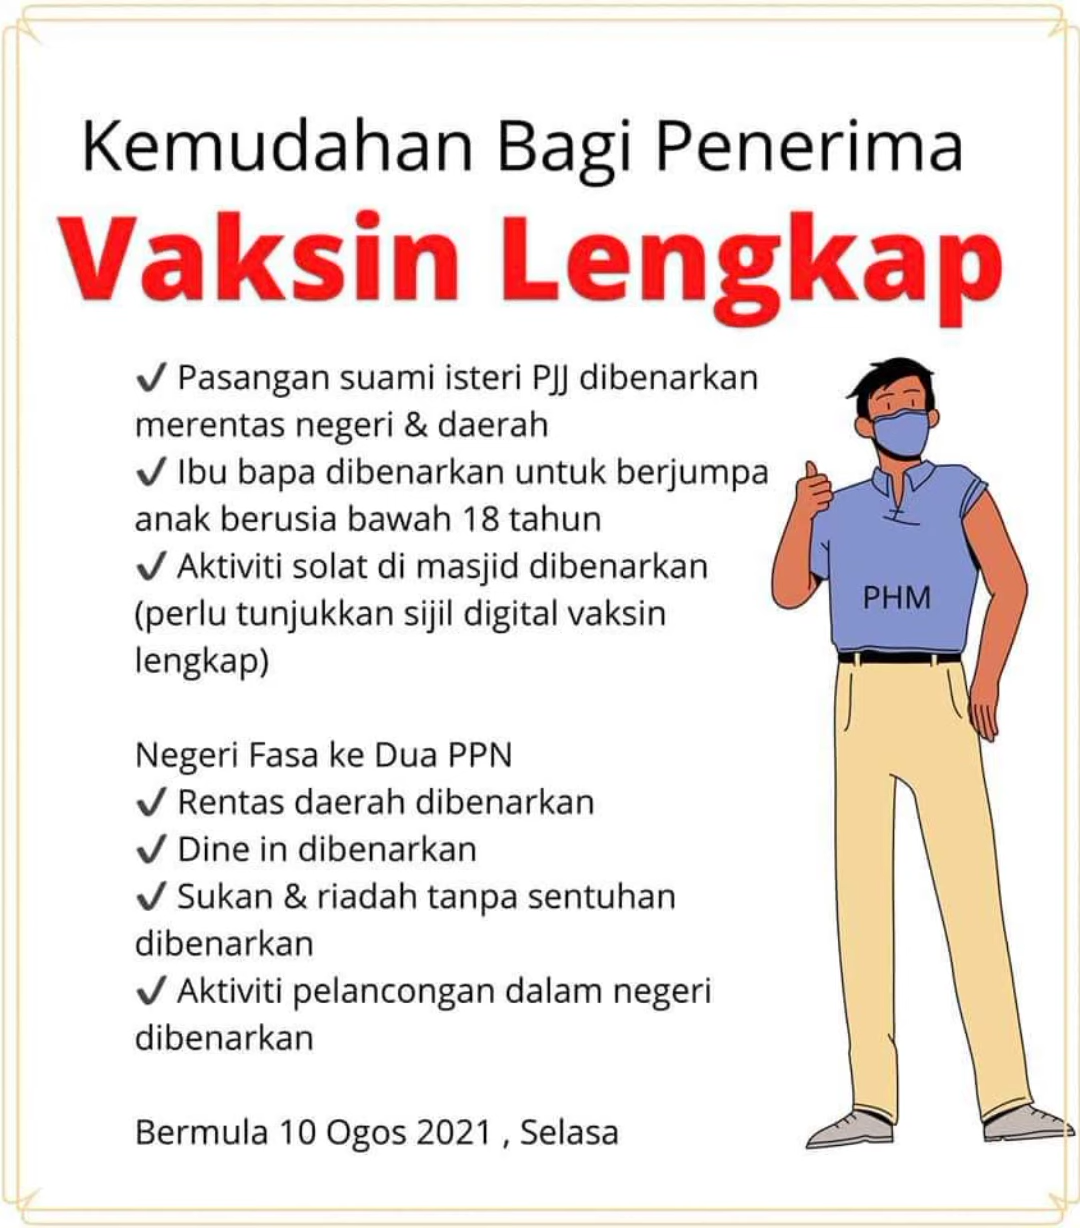 Kemudahan Bagi Penerima
Vaksin Lengkap
✓ Pasangan suami isteri PJJ dibenarkan
merentas negeri & daerah
✓ Ibu bapa dibenarkan untuk berjumpa
anak berusia bawah 18 tahun
✓ Aktiviti solat di masjid dibenarkan
(perlu tunjukkan sijil digital vaksin
lengkap)
PHM
Negeri Fasa ke Dua PPN
✓ Rentas daerah dibenarkan
✓ Dine in dibenarkan
✓ Sukan & riadah tanpa sentuhan
dibenarkan
✓ Aktiviti pelancongan dalam negeri
dibenarkan
Bermula 10 Ogos 2021 , Selasa